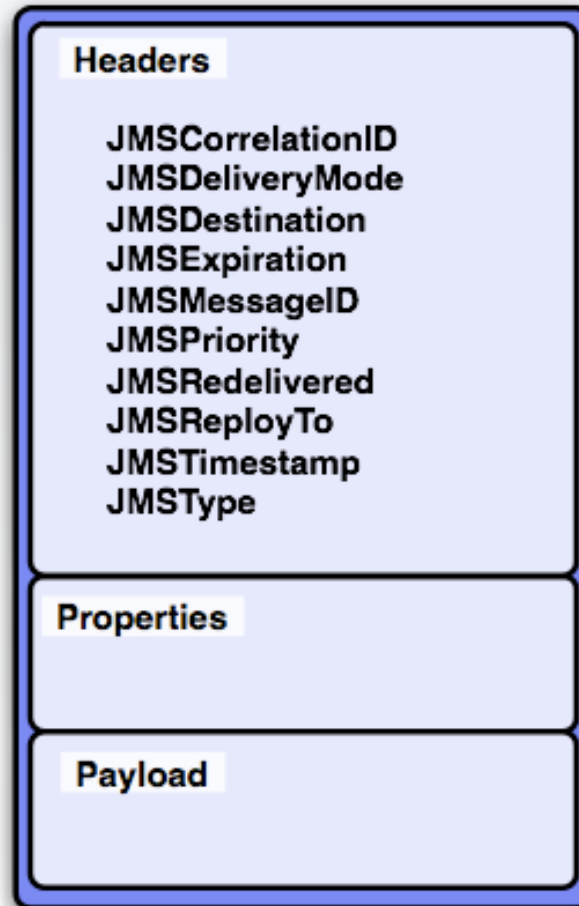 Headers
JMSCorrelationID
JMSDeliveryMode
JMSDestination
JMSExpiration
JMSMessageID
JMSPriority
JMSRedelivered
JMSReployTo
JMSTimestamp
JMSType
Properties
Payload